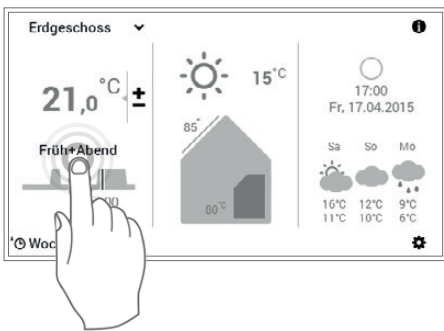 Erdgeschoss
21,0 °C ±
Früh+Abend
15°C
85°
17:00
Fr, 17.04.2015
Sa So Mo
16°C 12°C 9°C
11°C 10°C 6°C